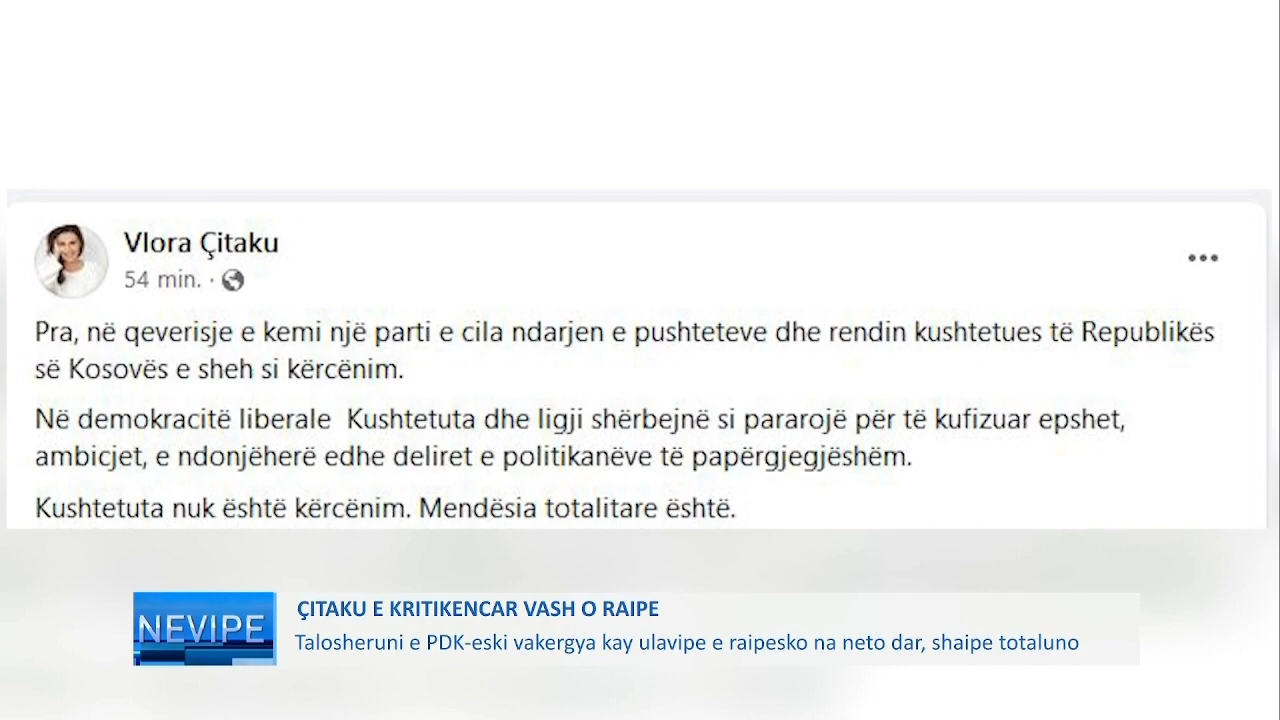 Vlora Çitaku
54 min. ·
Pra, në qeverisje e kemi një parti e cila ndarjen e pushteteve dhe rendin kushtetues të Republikës
së Kosovës e sheh si kërcënim.
Në demokracitë liberale Kushtetuta dhe ligji shërbejnë si pararojë për të kufizuar epshet,
ambicjet, e ndonjëherë edhe deliret e politikanëve të papërgjegjëshëm.
Kushtetuta nuk është kërcënim. Mendësia totalitare është.
NEVIPE
ÇITAKU E KRITIKENCAR VASH O RAIPE
Talosheruni e PDK-eski vakergya kay ulavipe e raipesko na neto dar, shaipe totaluno